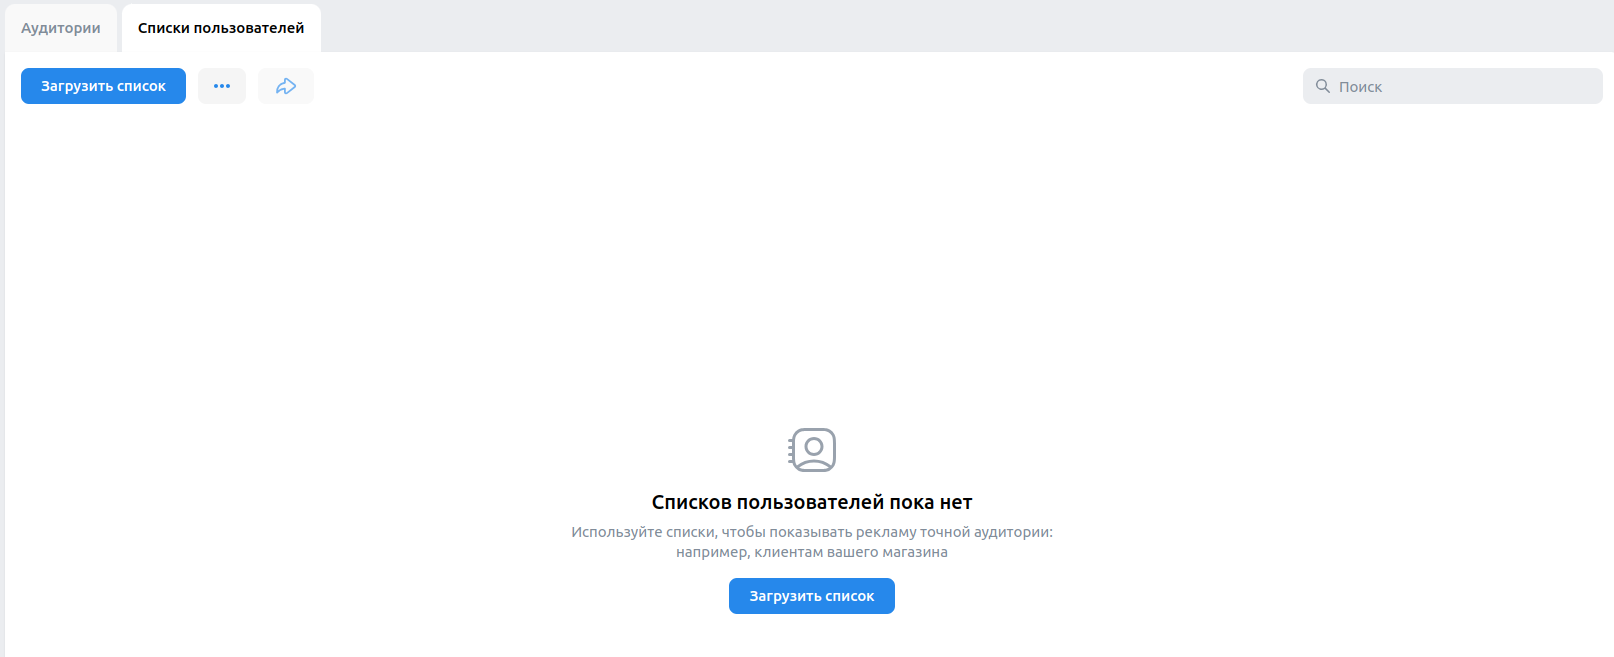 Аудитории
Списки пользователей
Загрузить список
Поиск
Списков пользователей пока нет
Используйте списки, чтобы показывать рекламу точной аудитории:
например, клиентам вашего магазина
Загрузить список